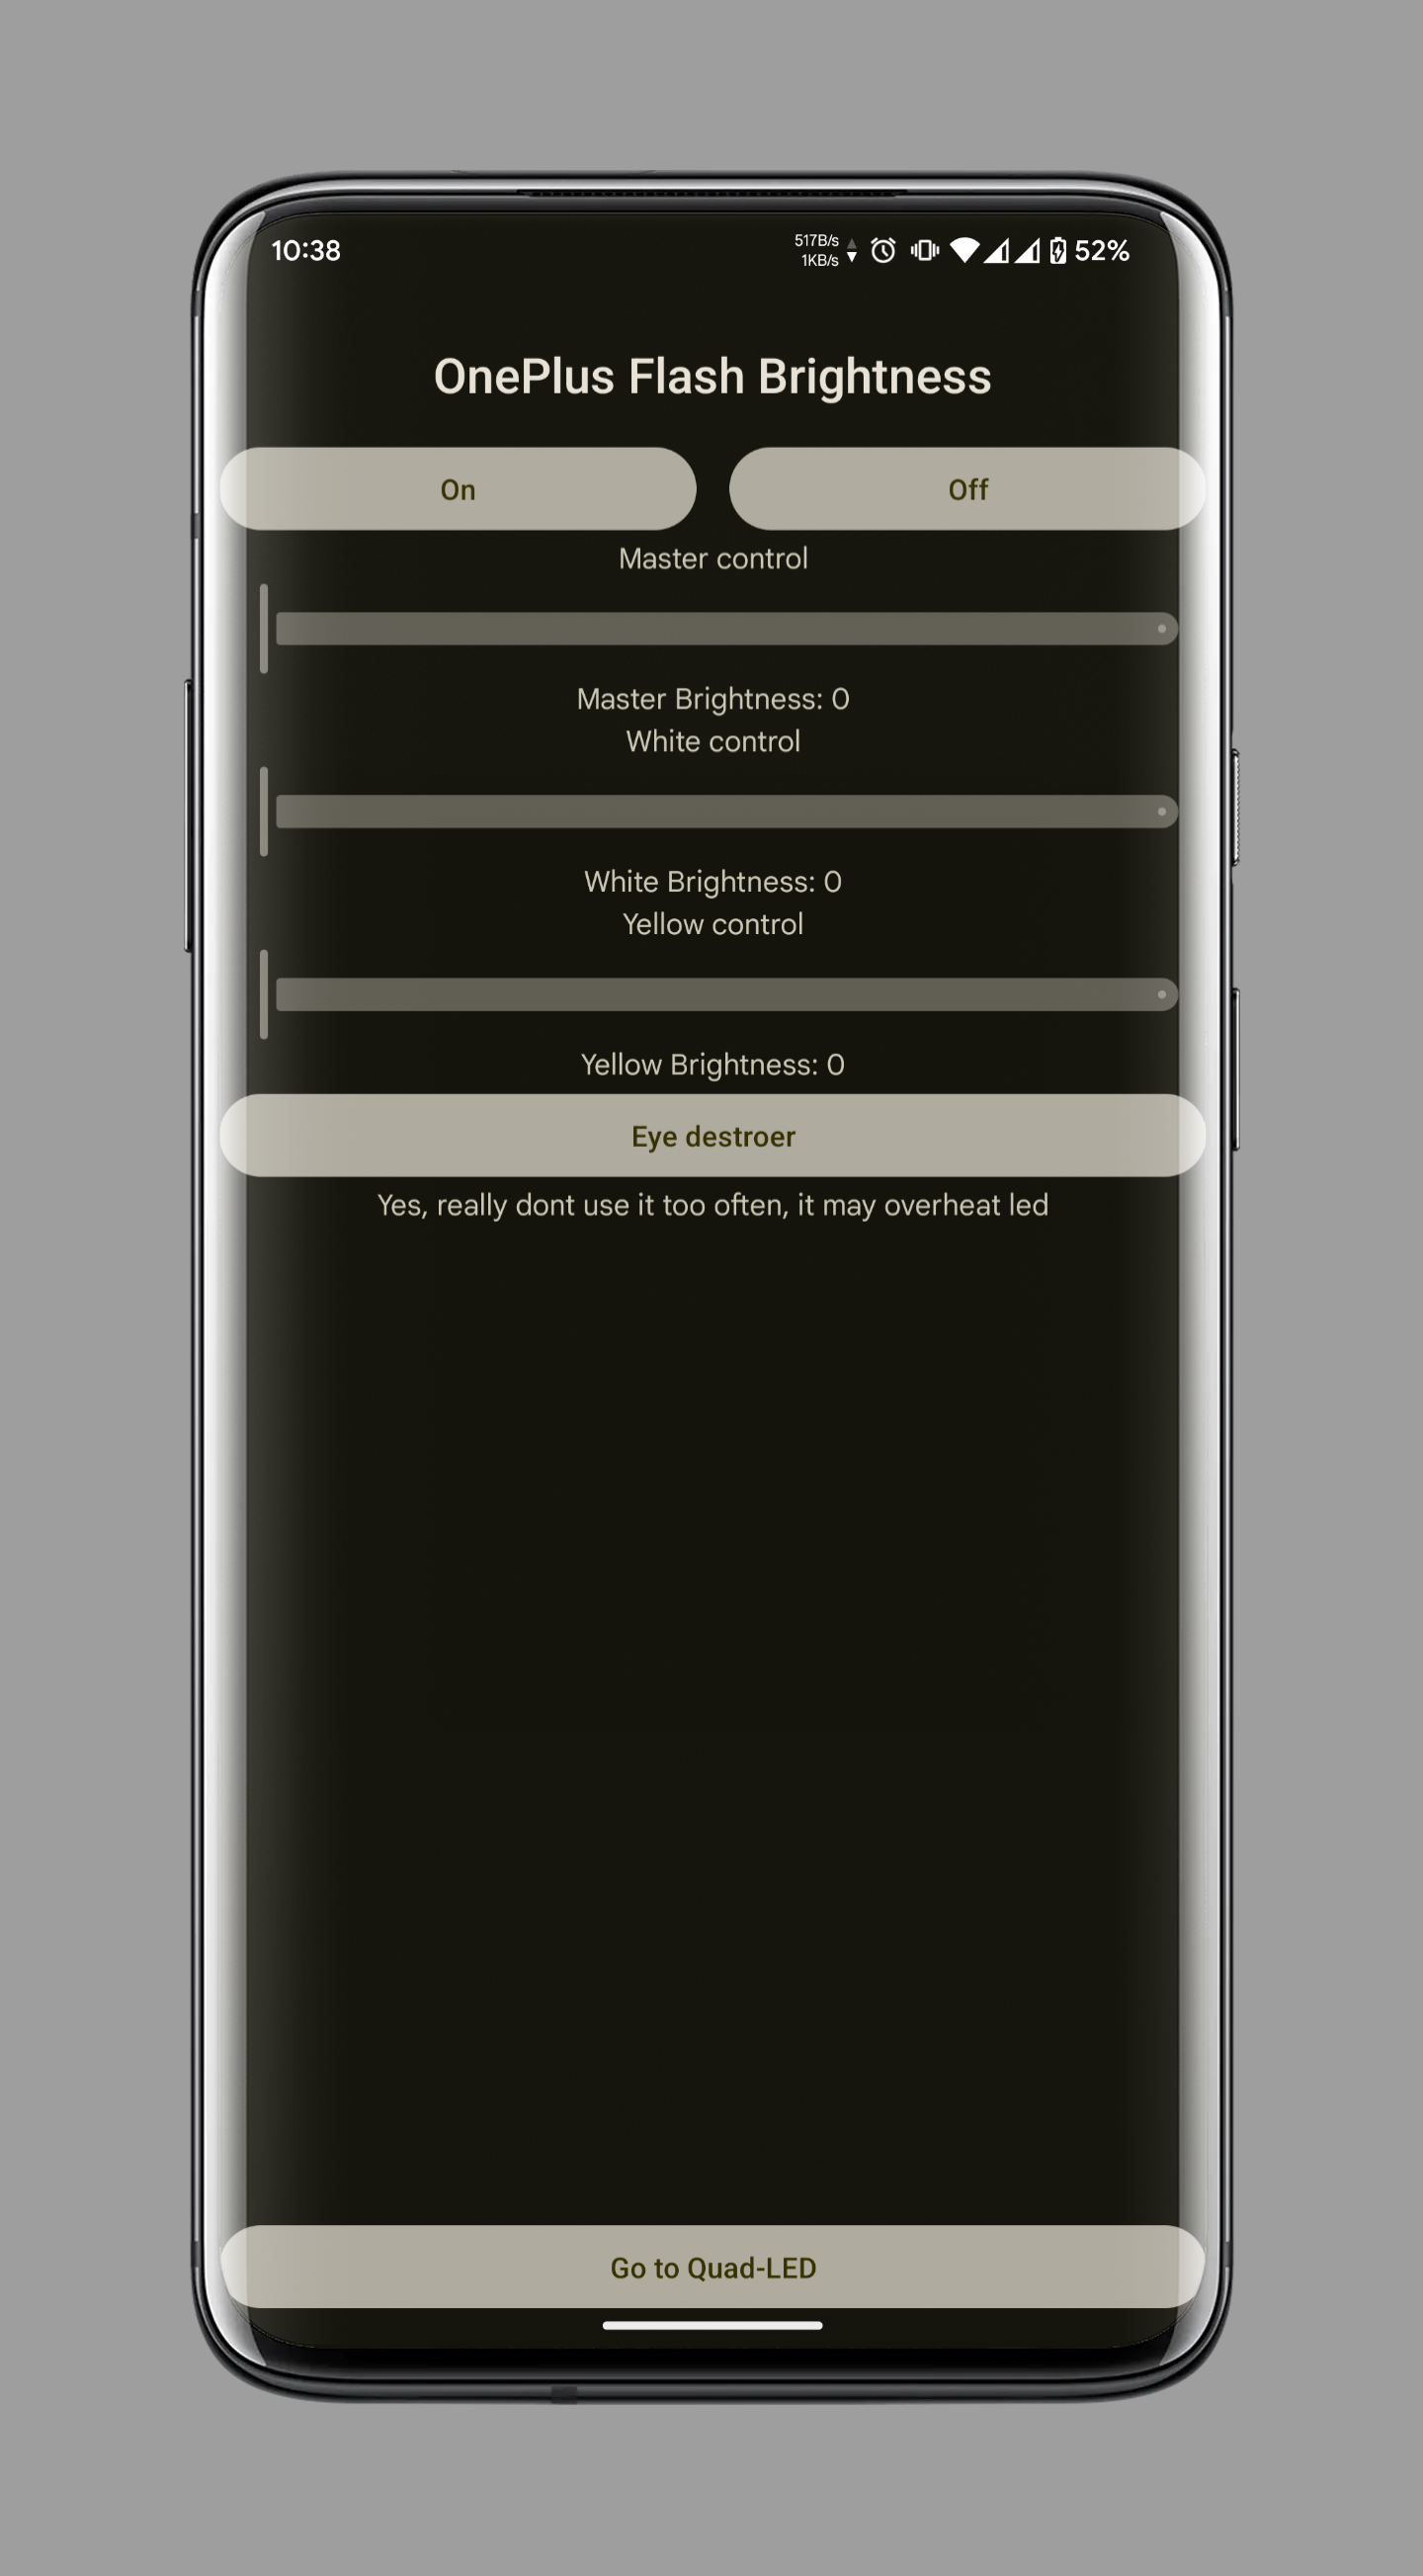 10:38
517B/s
1KB/s
52%
OnePlus Flash Brightness
On
Off
Master control
Master Brightness: 0
White control
White Brightness: 0
Yellow control
Yellow Brightness: 0
Eye destroer
Yes, really dont use it too often, it may overheat led
Go to Quad-LED